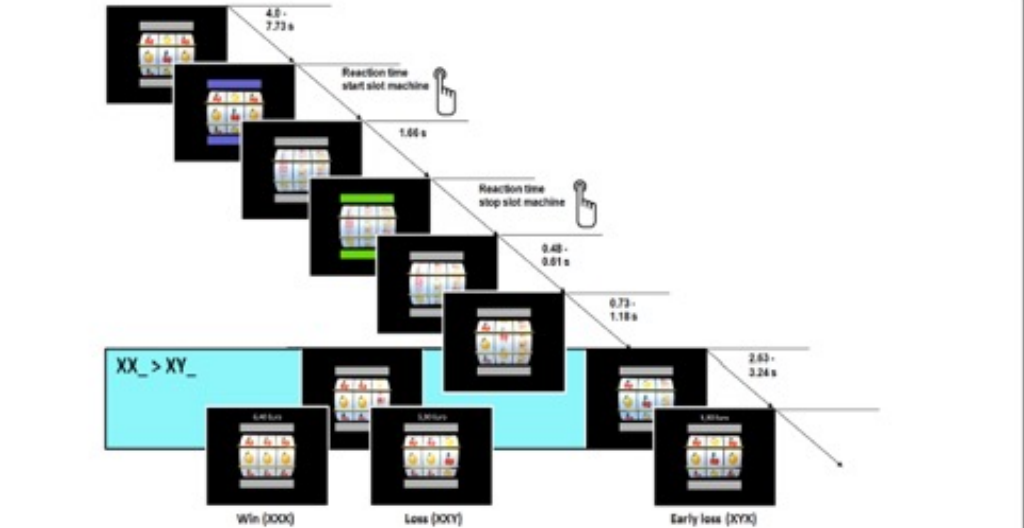 4.0 -
7.73 s
Reaction time
start slot machine
1.66 s
Reaction time
stop slot machine
0.48 -
0.61 s
0.73 -
1.18 s
XX_ > XY_
2.63 -
3.24 s
Win (XXX)
Loss (XXY)
Early loss (XYX)